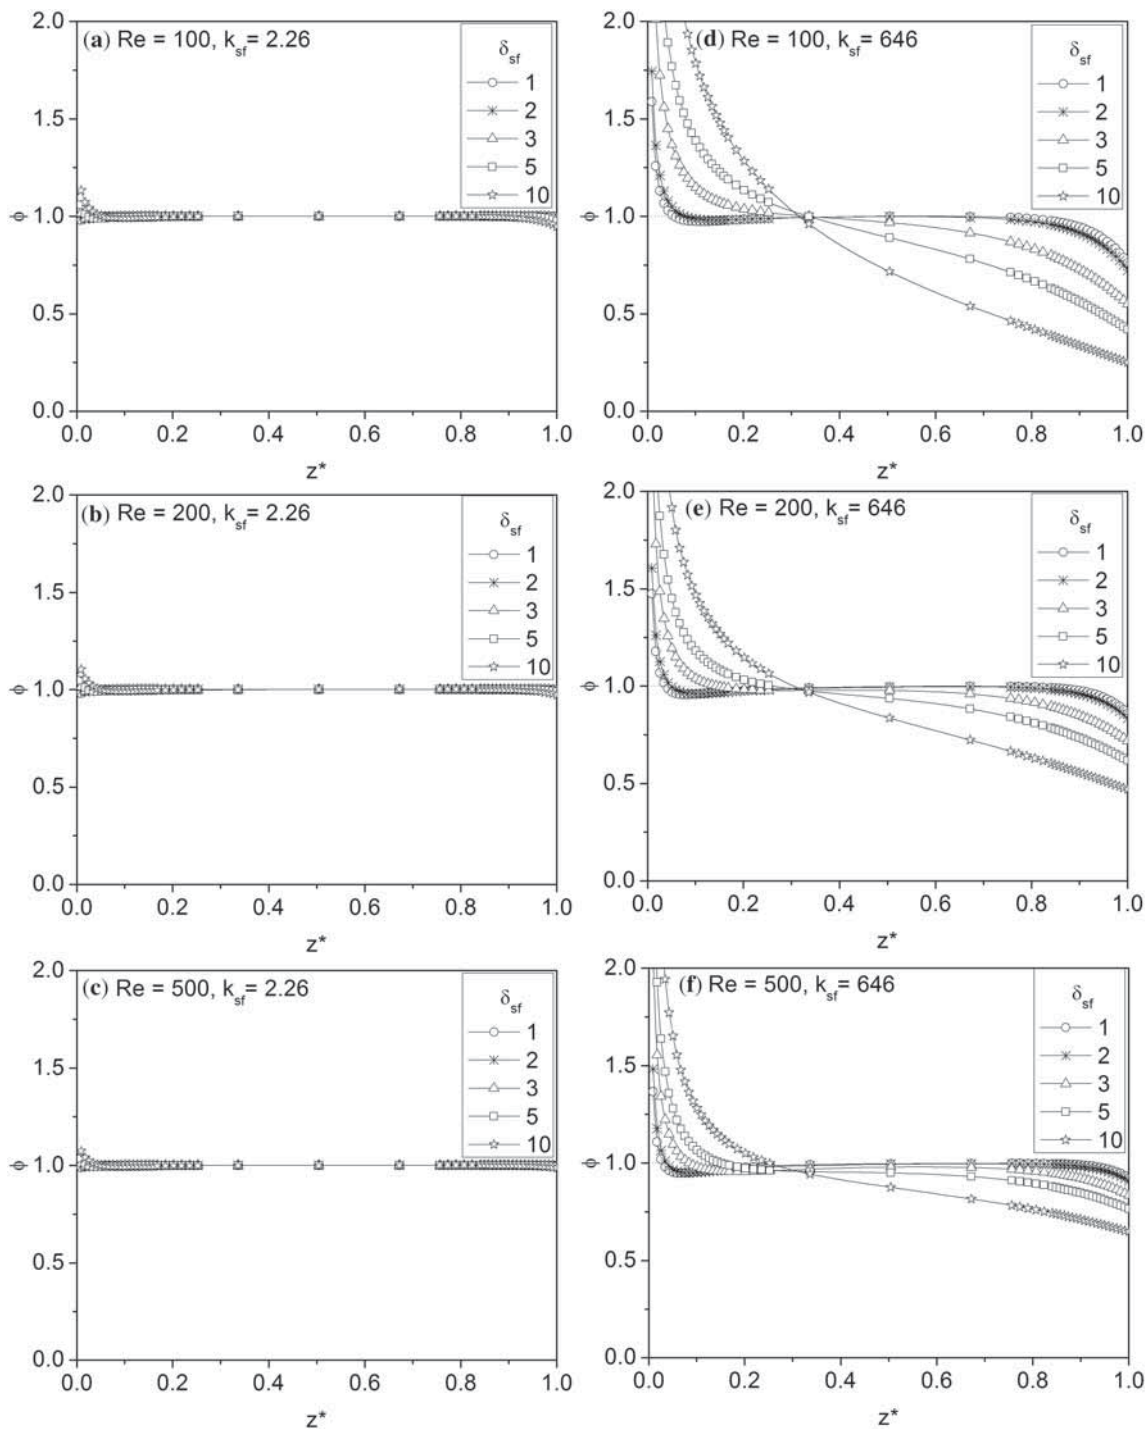 (a) Re = 100, k_sf = 2.26
δ_sf
1
2
3
5
10
2.0
1.5
1.0
0.5
0.0
ϕ
0.0 0.2 0.4 0.6 0.8 1.0
z*
(d) Re = 100, k_sf = 646
δ_sf
1
2
3
5
10
2.0
1.5
1.0
0.5
0.0
ϕ
0.0 0.2 0.4 0.6 0.8 1.0
z*
(b) Re = 200, k_sf = 2.26
δ_sf
1
2
3
5
10
2.0
1.5
1.0
0.5
0.0
ϕ
0.0 0.2 0.4 0.6 0.8 1.0
z*
(e) Re = 200, k_sf = 646
δ_sf
1
2
3
5
10
2.0
1.5
1.0
0.5
0.0
ϕ
0.0 0.2 0.4 0.6 0.8 1.0
z*
(c) Re = 500, k_sf = 2.26
δ_sf
1
2
3
5
10
2.0
1.5
1.0
0.5
0.0
ϕ
0.0 0.2 0.4 0.6 0.8 1.0
z*
(f) Re = 500, k_sf = 646
δ_sf
1
2
3
5
10
2.0
1.5
1.0
0.5
0.0
ϕ
0.0 0.2 0.4 0.6 0.8 1.0
z*